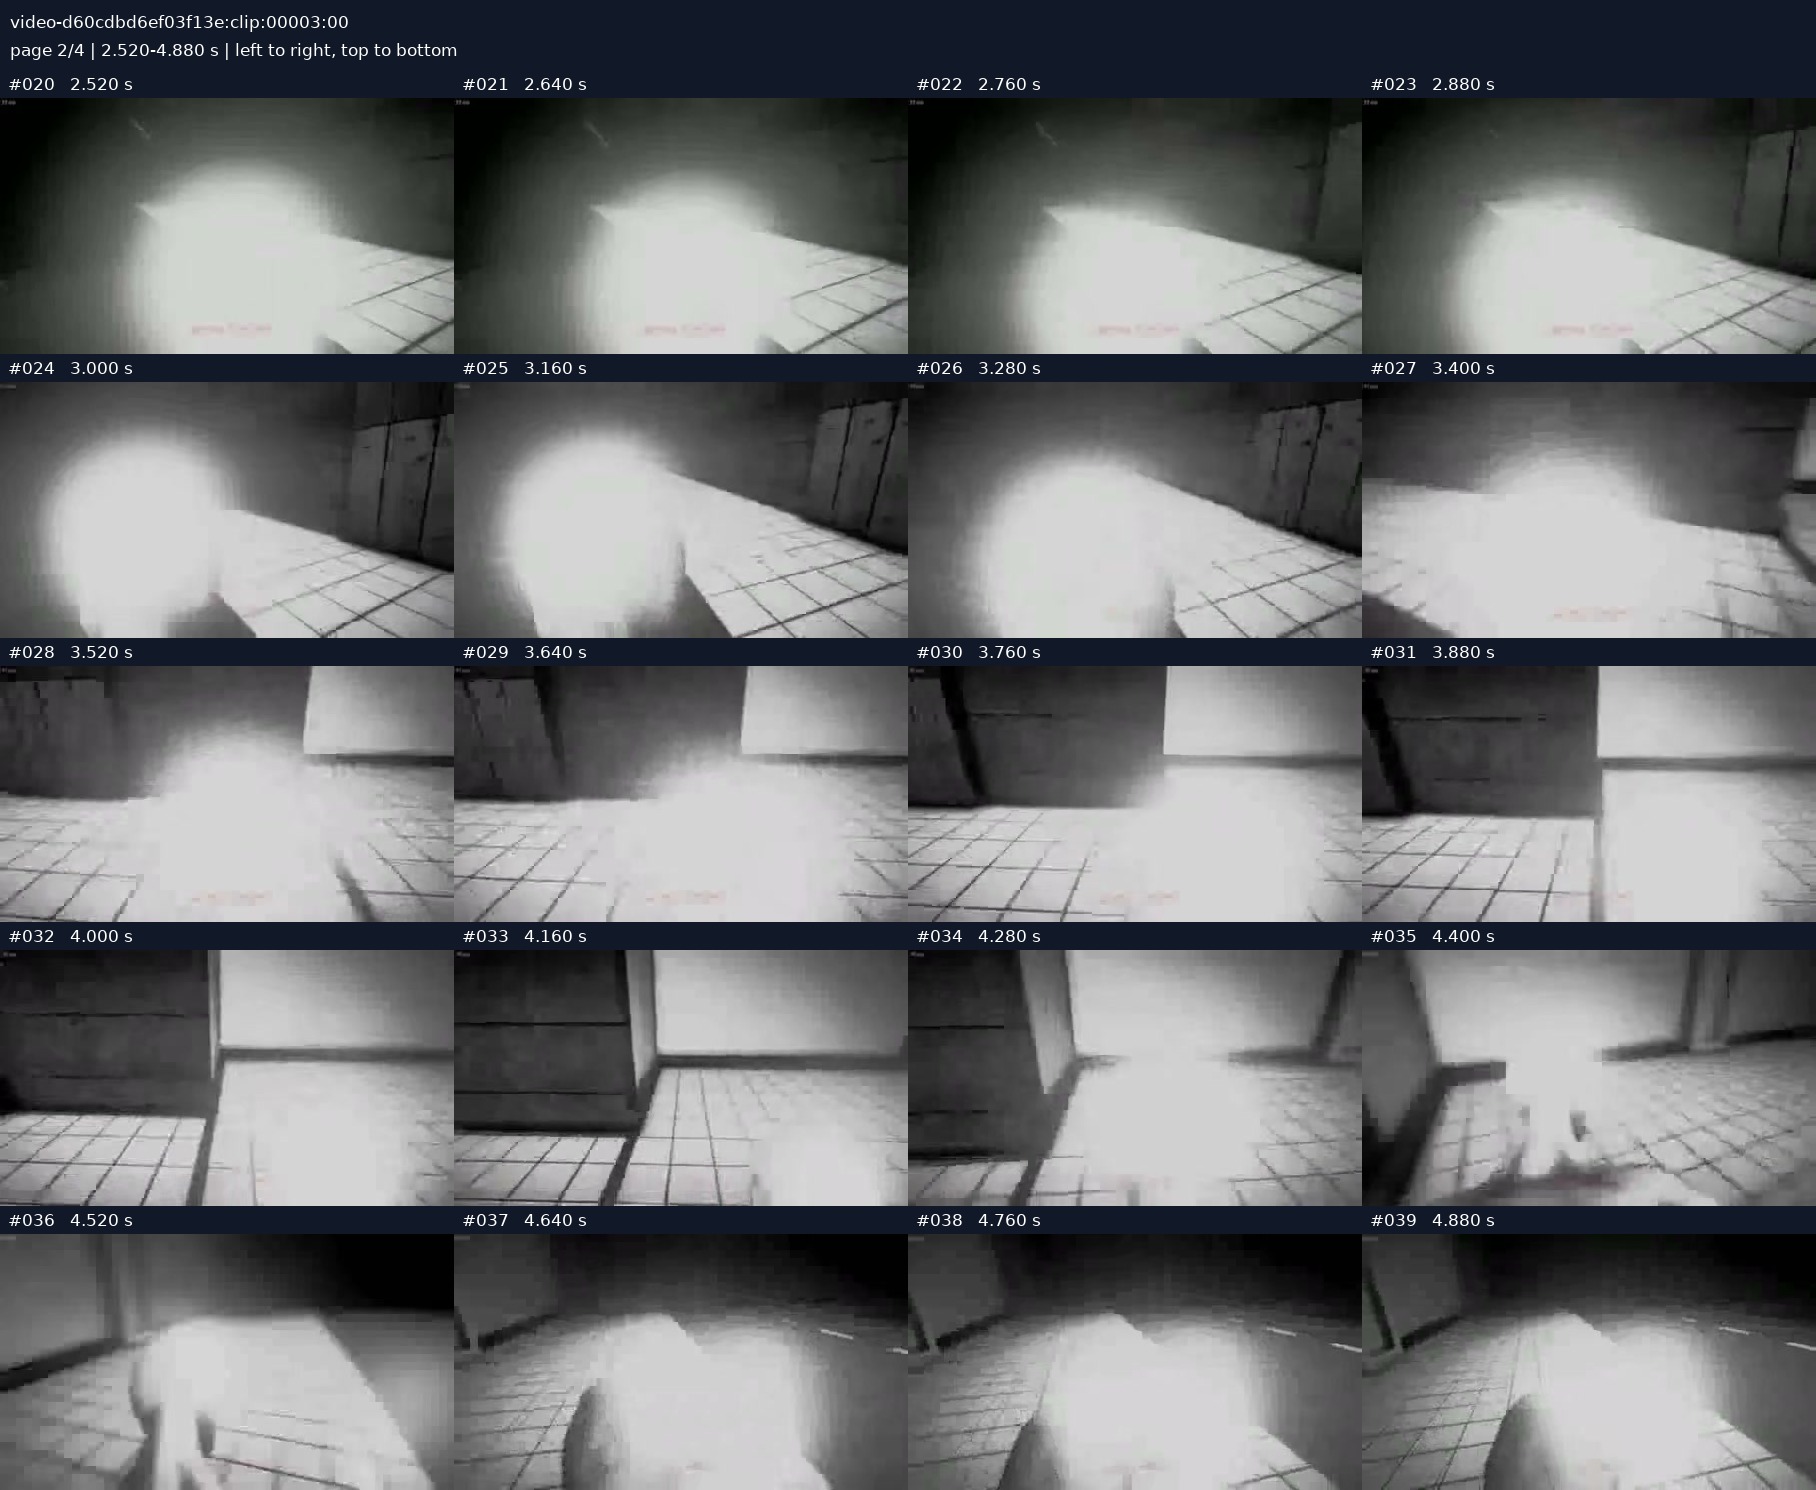 video-d60cdbd6ef03f13e:clip:00003:00
page 2/4 | 2.520-4.880 s | left to right, top to bottom
#020 2.520 s
#021 2.640 s
#022 2.760 s
#023 2.880 s
#024 3.000 s
#025 3.160 s
#026 3.280 s
#027 3.400 s
#028 3.520 s
#029 3.640 s
#030 3.760 s
#031 3.880 s
#032 4.000 s
#033 4.160 s
#034 4.280 s
#035 4.400 s
#036 4.520 s
#037 4.640 s
#038 4.760 s
#039 4.880 s